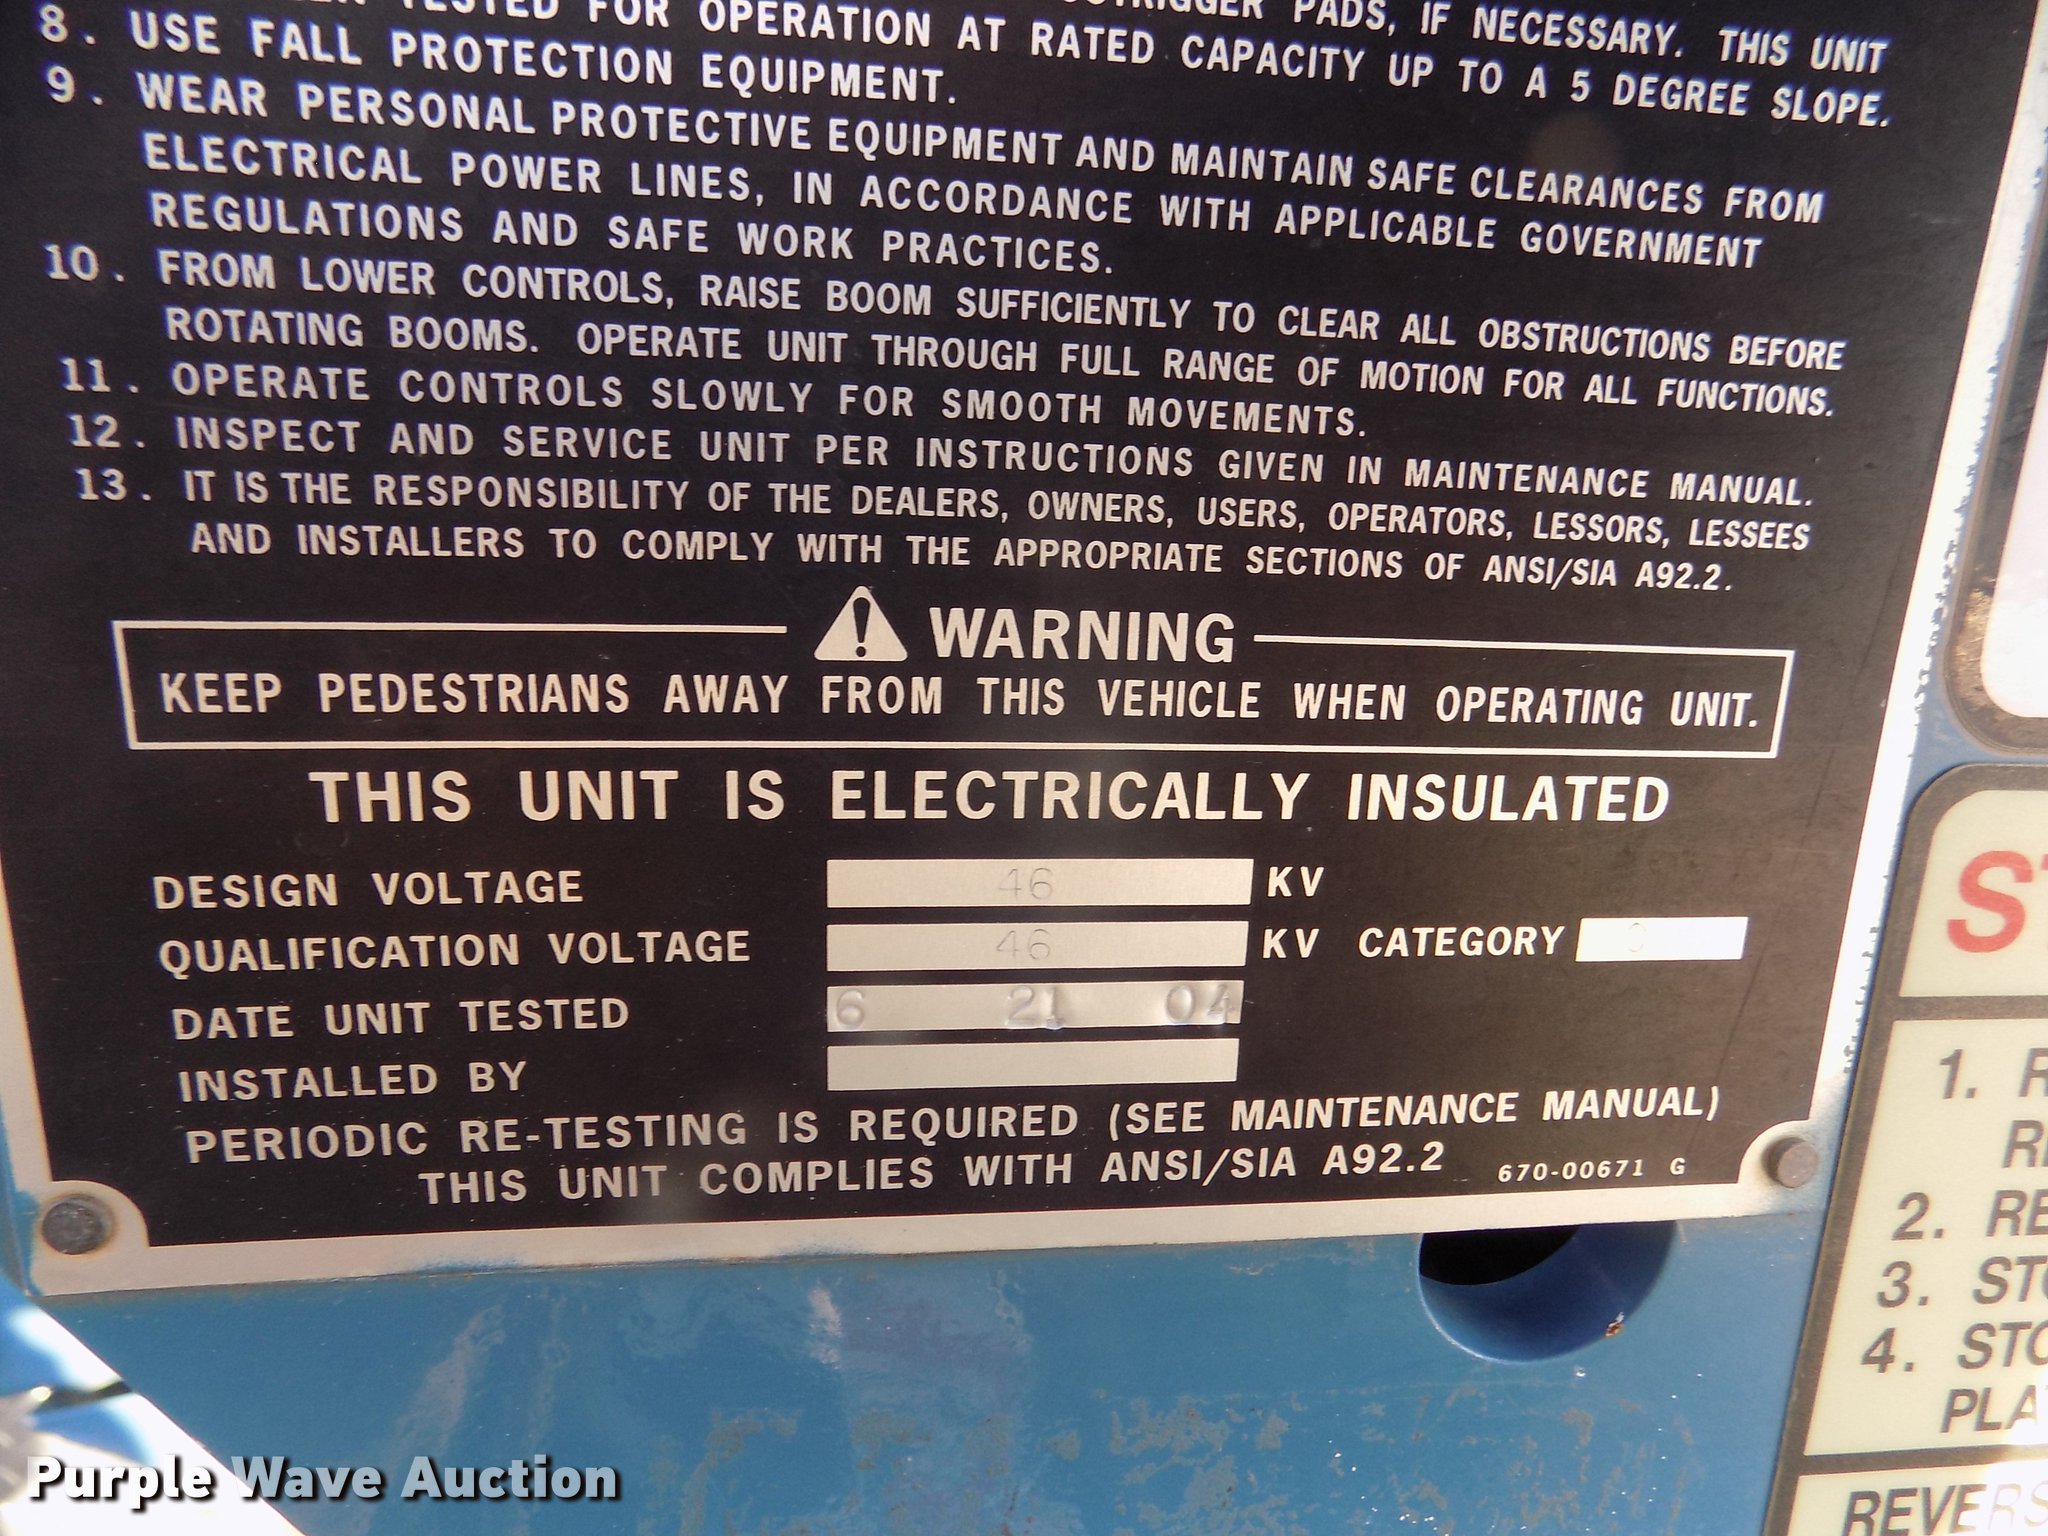 TESTED FOR OPERATION AT RATED CAPACITY UP TO A 5 DEGREE SLOPE.
PADS, IF NECESSARY. THIS UNIT
8. USE FALL PROTECTION EQUIPMENT.
9. WEAR PERSONAL PROTECTIVE EQUIPMENT AND MAINTAIN SAFE CLEARANCES FROM
ELECTRICAL POWER LINES, IN ACCORDANCE WITH APPLICABLE GOVERNMENT
REGULATIONS AND SAFE WORK PRACTICES.
10. FROM LOWER CONTROLS, RAISE BOOM SUFFICIENTLY TO CLEAR ALL OBSTRUCTIONS BEFORE
ROTATING BOOMS. OPERATE UNIT THROUGH FULL RANGE OF MOTION FOR ALL FUNCTIONS.
11. OPERATE CONTROLS SLOWLY FOR SMOOTH MOVEMENTS.
12. INSPECT AND SERVICE UNIT PER INSTRUCTIONS GIVEN IN MAINTENANCE MANUAL.
13. IT IS THE RESPONSIBILITY OF THE DEALERS, OWNERS, USERS, OPERATORS, LESSORS, LESSEES
AND INSTALLERS TO COMPLY WITH THE APPROPRIATE SECTIONS OF ANSI/SIA A92.2.
WARNING
KEEP PEDESTRIANS AWAY FROM THIS VEHICLE WHEN OPERATING UNIT.
THIS UNIT IS ELECTRICALLY INSULATED
DESIGN VOLTAGE 46 KV
QUALIFICATION VOLTAGE 46 KV CATEGORY
DATE UNIT TESTED 6 21 04
INSTALLED BY
PERIODIC RE-TESTING IS REQUIRED (SEE MAINTENANCE MANUAL)
THIS UNIT COMPLIES WITH ANSI/SIA A92.2 670-00671 G
1.
2.
3.
4.
Purple Wave Auction